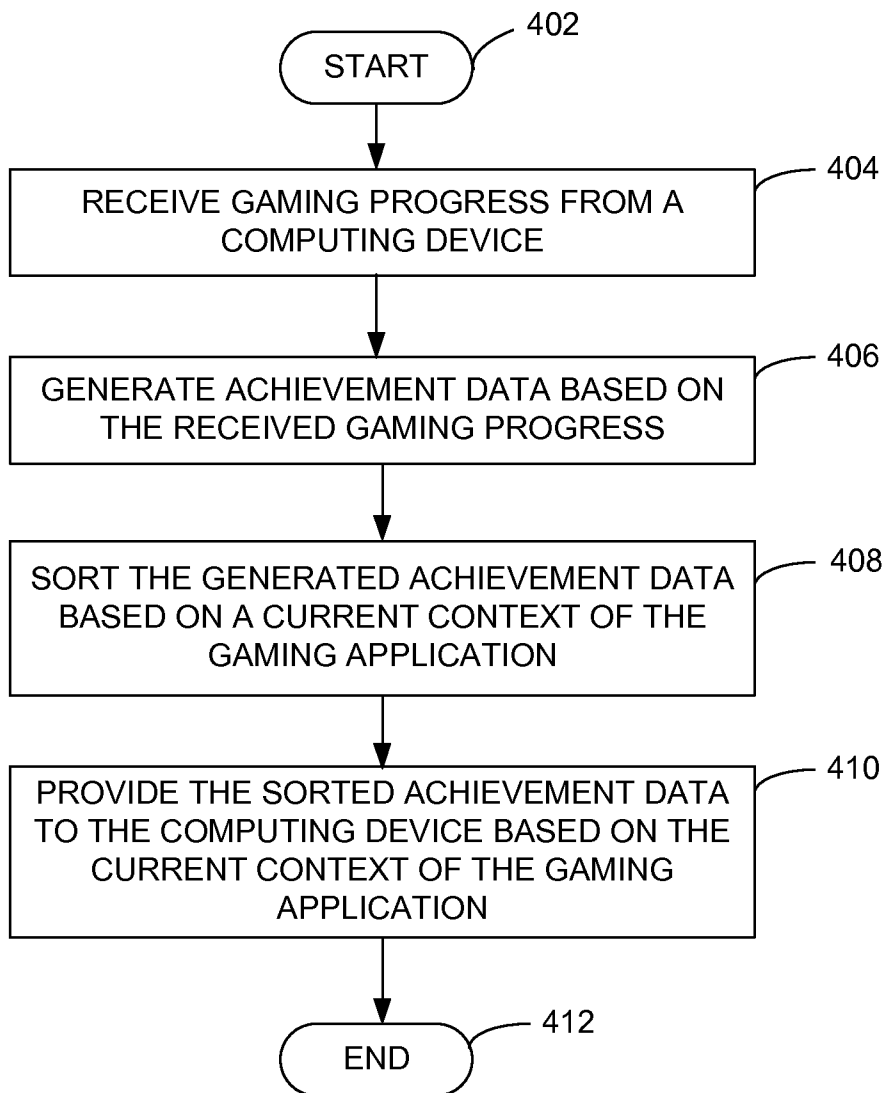 402
START
404
RECEIVE GAMING PROGRESS FROM A
COMPUTING DEVICE
406
GENERATE ACHIEVEMENT DATA BASED ON
THE RECEIVED GAMING PROGRESS
408
SORT THE GENERATED ACHIEVEMENT DATA
BASED ON A CURRENT CONTEXT OF THE
GAMING APPLICATION
410
PROVIDE THE SORTED ACHIEVEMENT DATA
TO THE COMPUTING DEVICE BASED ON THE
CURRENT CONTEXT OF THE GAMING
APPLICATION
412
END